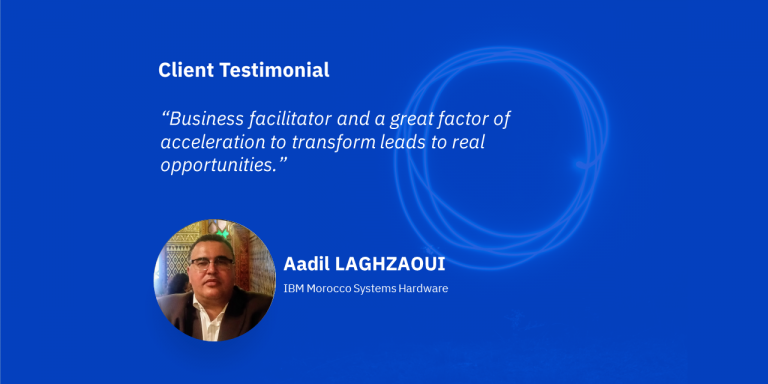 Client Testimonial
“Business facilitator and a great factor of
acceleration to transform leads to real
opportunities.”
Aadil LAGHZAOUI
IBM Morocco Systems Hardware